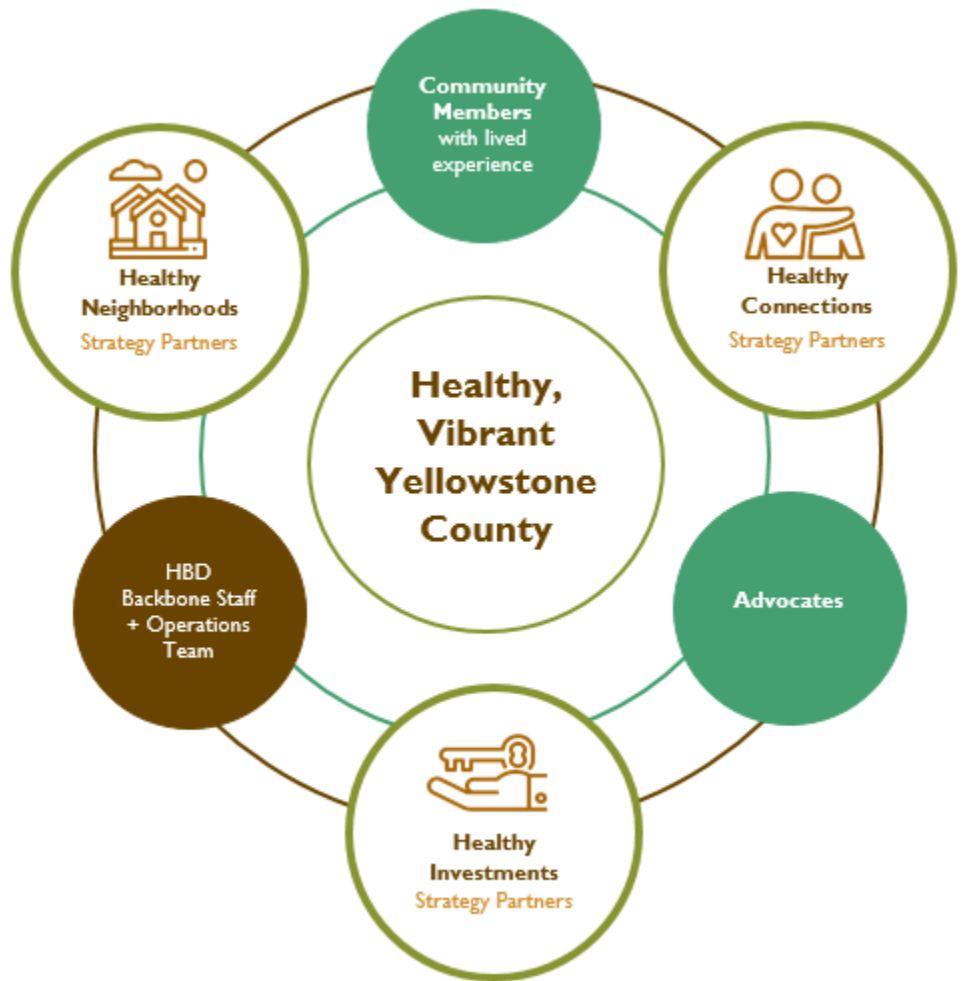 Community
Members
with lived
experience
Healthy
Neighborhoods
Strategy Partners
Healthy
Connections
Strategy Partners
Healthy,
Vibrant
Yellowstone
County
HBD
Backbone Staff
+ Operations
Team
Advocates
Healthy
Investments
Strategy Partners